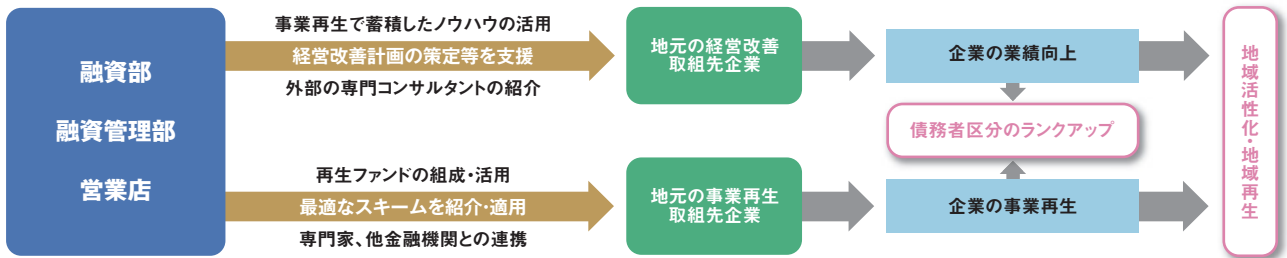 融資部
融資管理部
営業店
事業再生で蓄積したノウハウの活用
経営改善計画の策定等を支援
外部の専門コンサルタントの紹介
地元の経営改善
取組先企業
企業の業績向上
債務者区分のランクアップ
再生ファンドの組成・活用
最適なスキームを紹介・適用
専門家、他金融機関との連携
地元の事業再生
取組先企業
企業の事業再生
地域活性化・地域再生